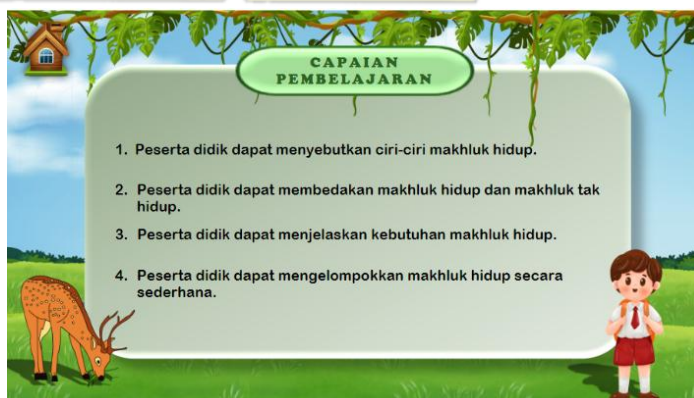 CAPAIAN
PEMBELAJARAN
1. Peserta didik dapat menyebutkan ciri-ciri makhluk hidup.
2. Peserta didik dapat membedakan makhluk hidup dan makhluk tak
hidup.
3. Peserta didik dapat menjelaskan kebutuhan makhluk hidup.
4. Peserta didik dapat mengelompokkan makhluk hidup secara
sederhana.